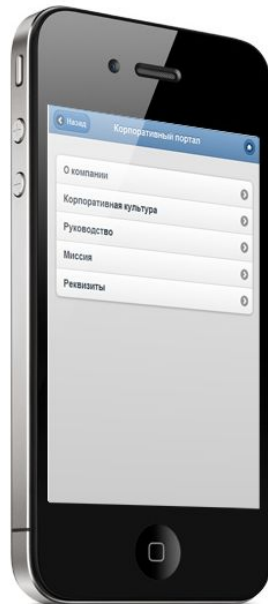 Назад
Корпоративный портал
О компании
Корпоративная культура
Руководство
Миссия
Реквизиты